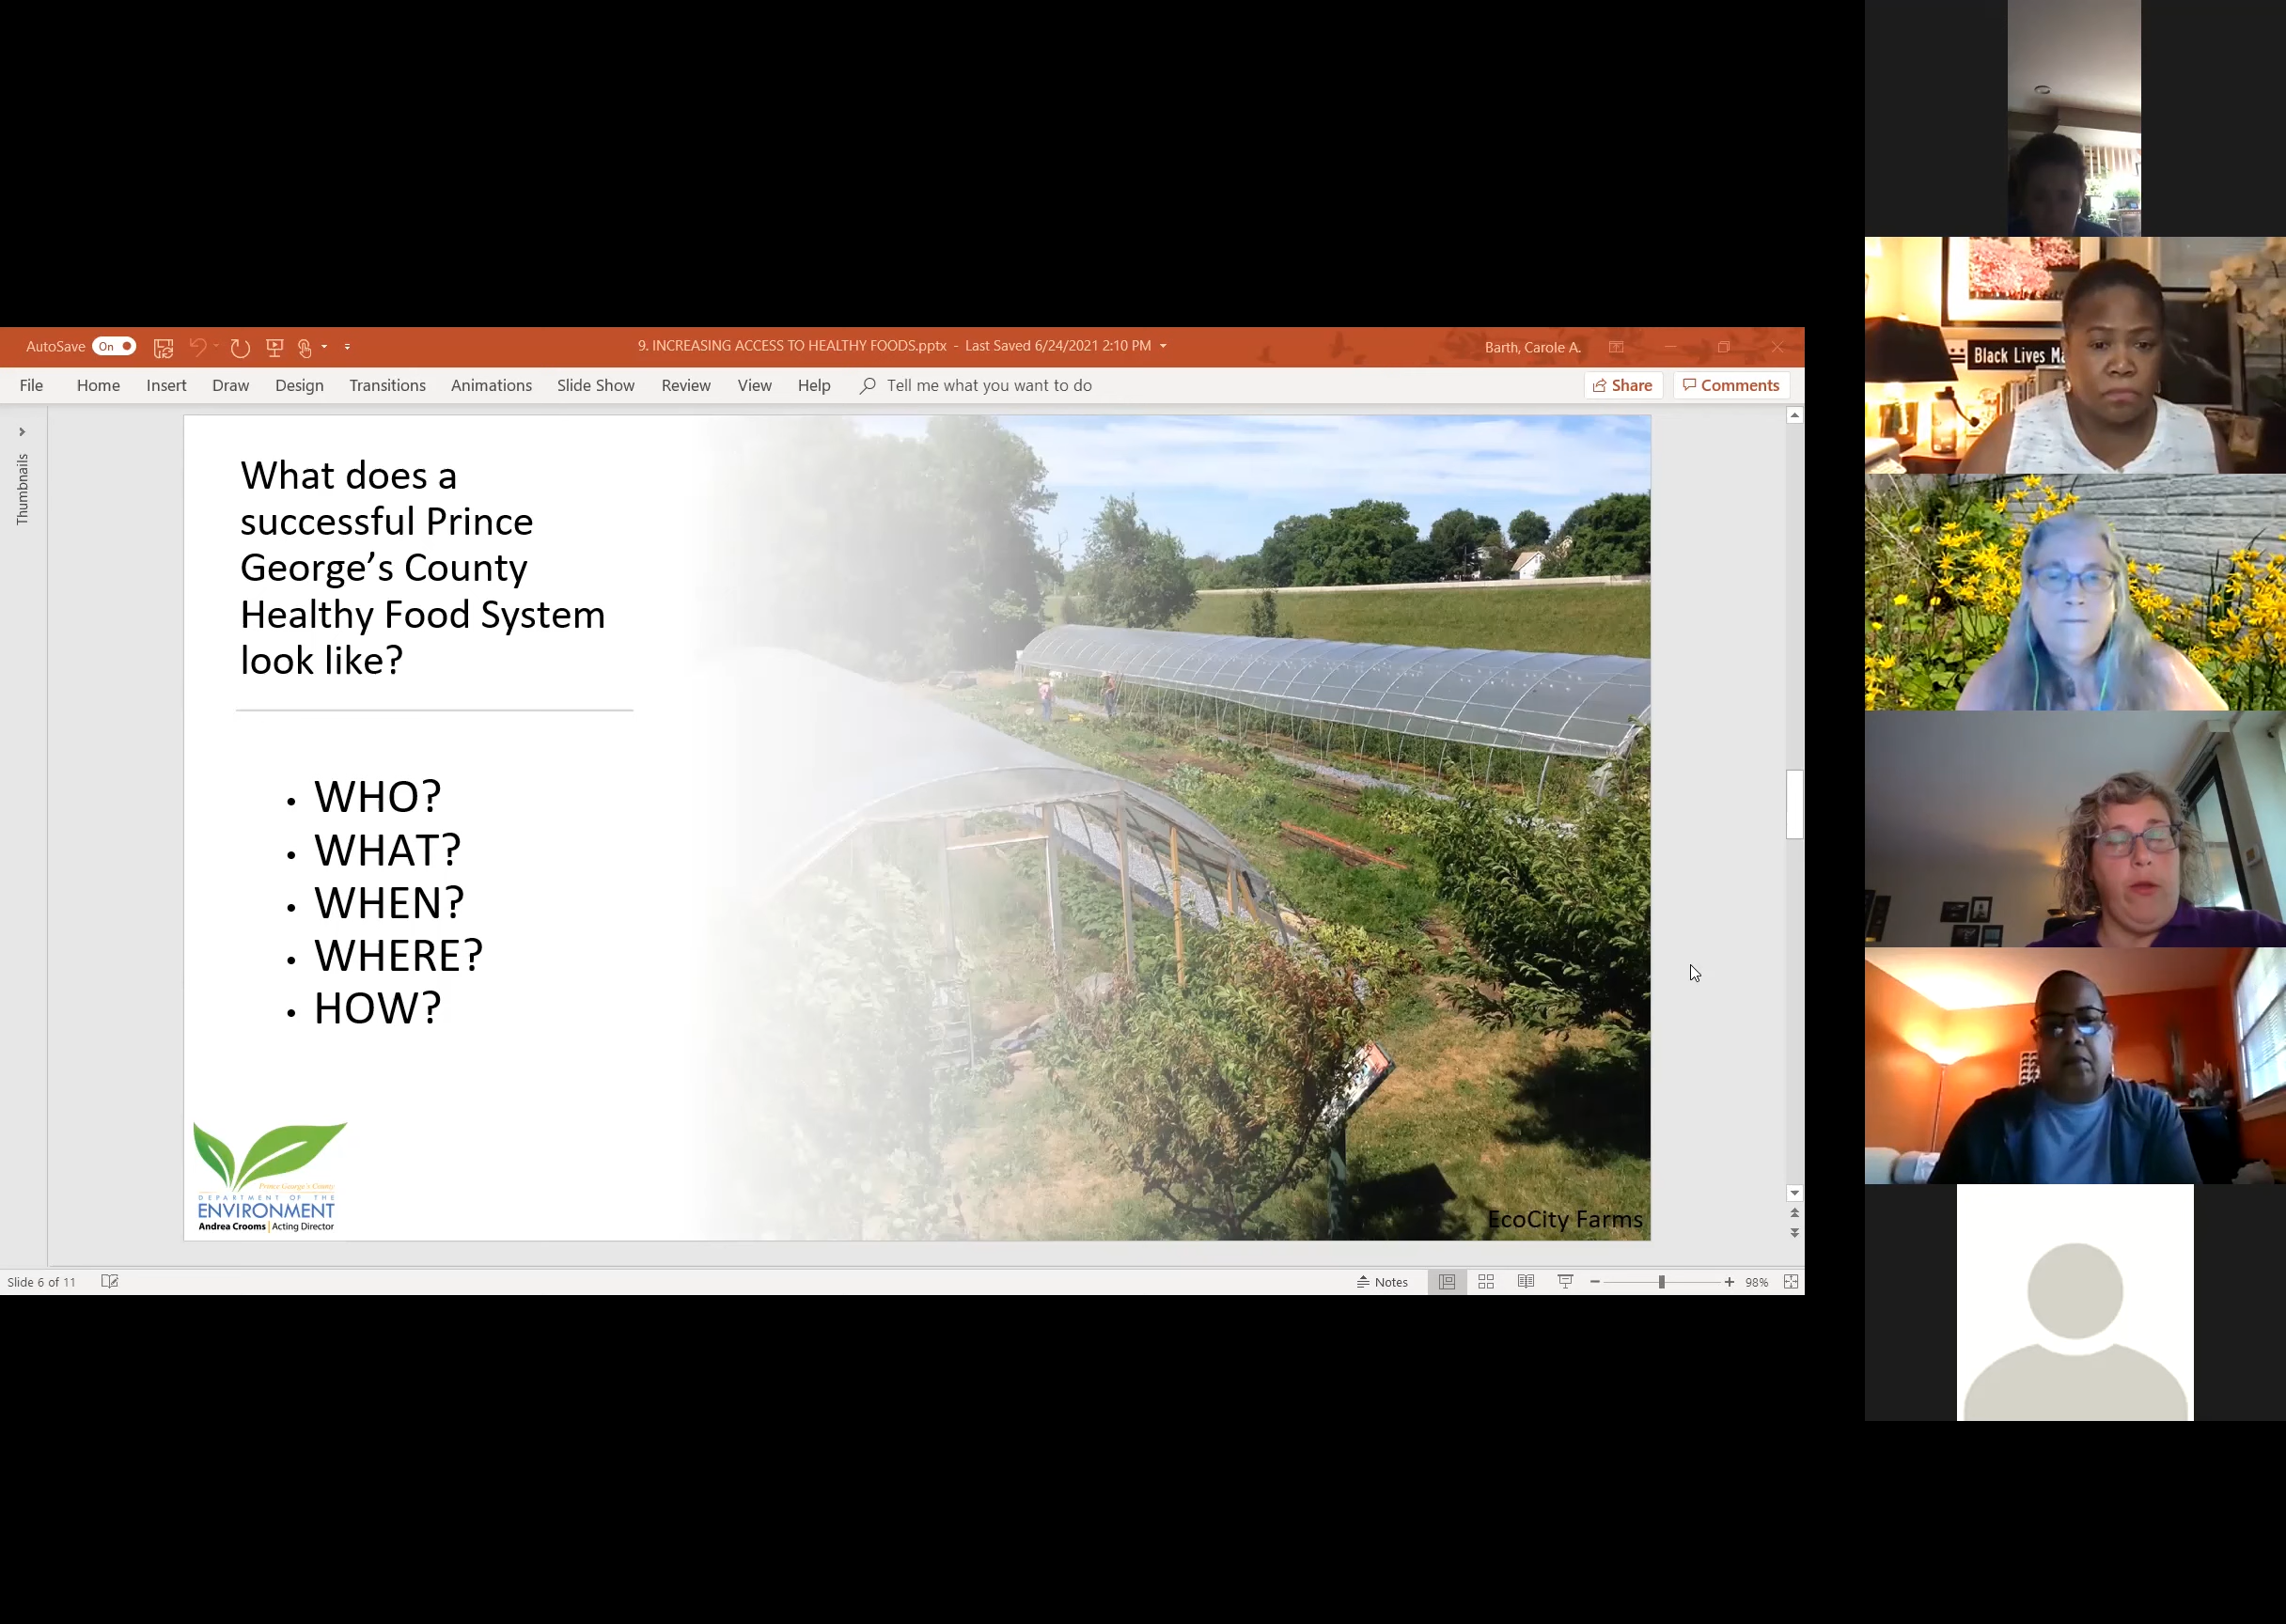 AutoSave On
9. INCREASING ACCESS TO HEALTHY FOODS.pptx - Last Saved 6/24/2021 2:10 PM
Barth, Carole A.
File Home Insert Draw Design Transitions Animations Slide Show Review View Help Tell me what you want to do Share Comments
Thumbnails
What does a
successful Prince
George’s County
Healthy Food System
look like?
• WHO?
• WHAT?
• WHEN?
• WHERE?
• HOW?
Prince George's County
DEPARTMENT OF THE
ENVIRONMENT
Andrea Crooms | Acting Director
EcoCity Farms
Slide 6 of 11
Notes
98%
Black Lives Ma